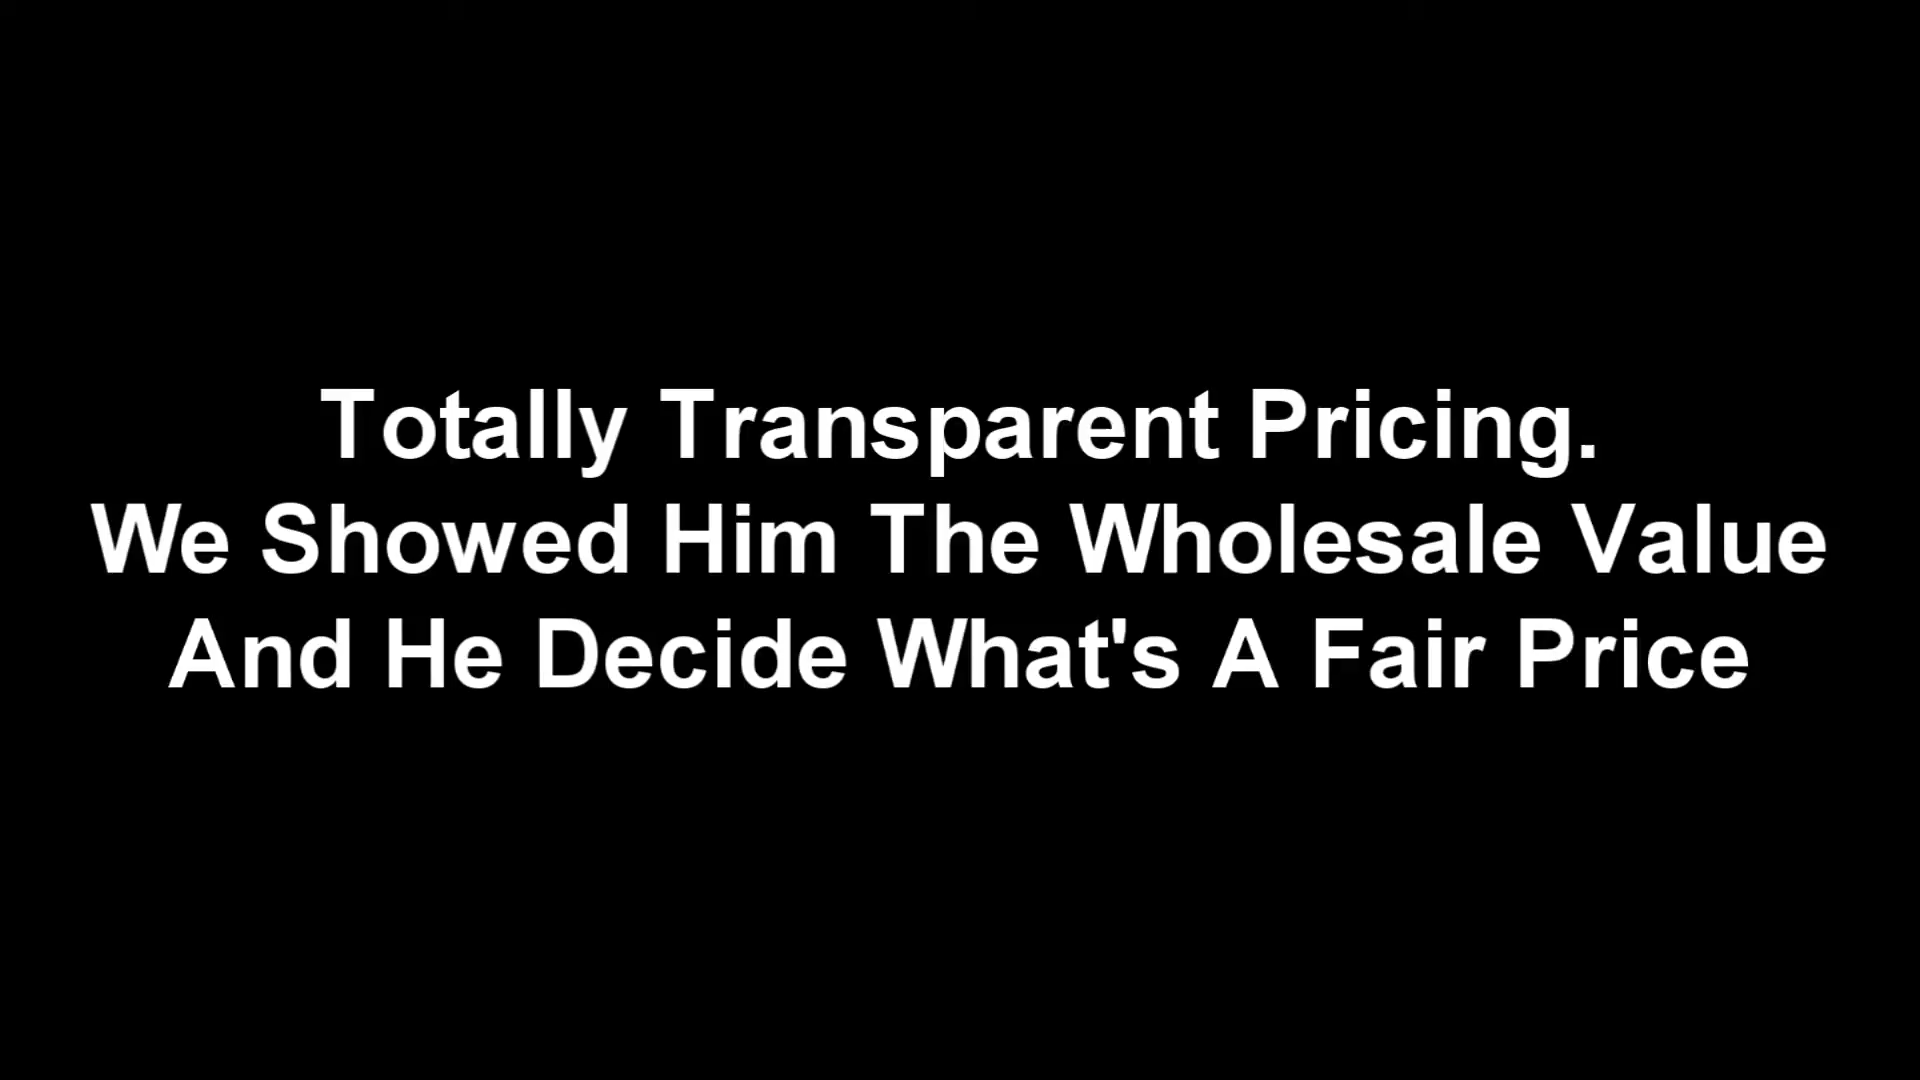 Totally Transparent Pricing.
We Showed Him The Wholesale Value
And He Decide What's A Fair Price